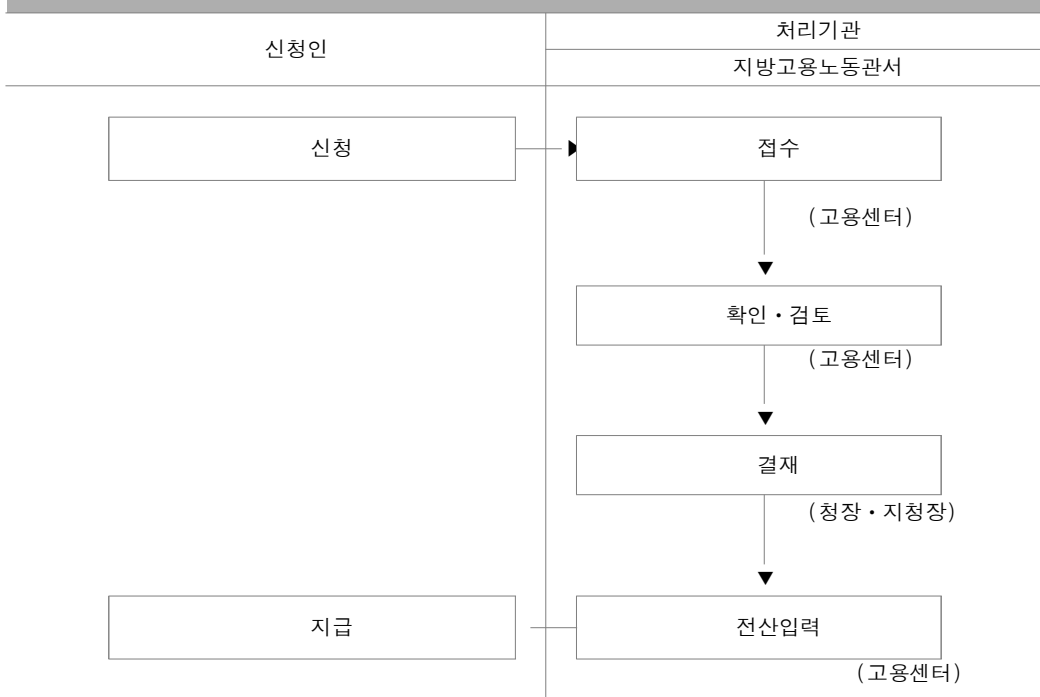 신청인
처리기관
지방고용노동관서
신청
접수
(고용센터)
확인・검토
(고용센터)
결재
(청장・지청장)
지급
전산입력
(고용센터)